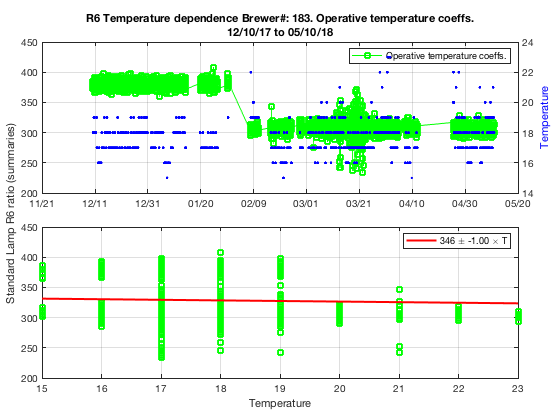 R6 Temperature dependence Brewer#: 183. Operative temperature coeffs.
12/10/17 to 05/10/18
Standard Lamp R6 ratio (summaries)
450
400
350
300
250
200
Operative temperature coeffs.
24
22
20
18
16
14
Temperature
11/21 12/11 12/31 01/20 02/09 03/01 03/21 04/10 04/30 05/20
450
400
350
300
250
200
346 ± -1.00 × T
15 16 17 18 19 20 21 22 23
Temperature